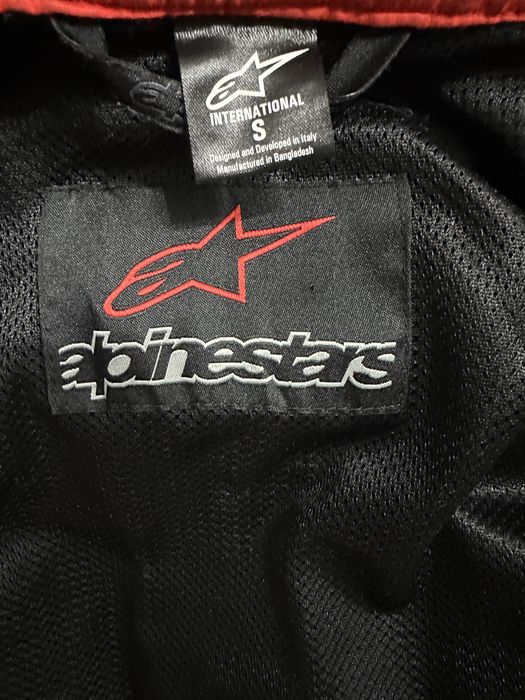 INTERNATIONAL
S
Designed and Developed in Italy
Manufactured in Bangladesh
alpinestars